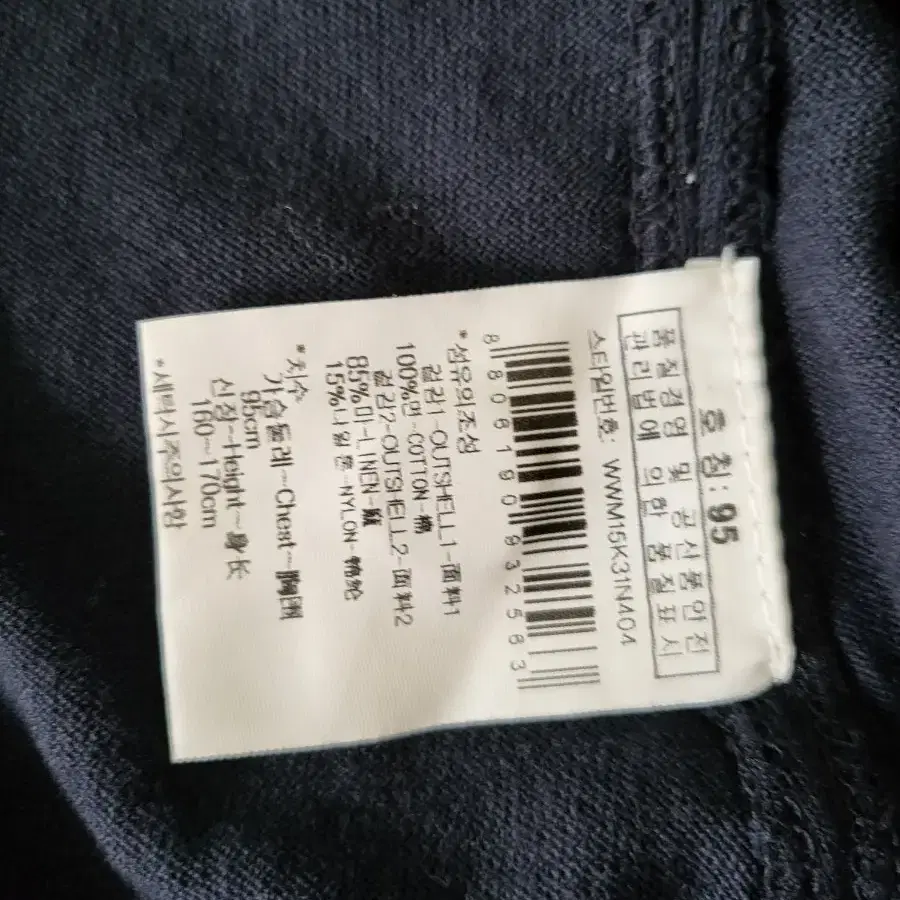 호 칭: 95
품질경영 및 공산품안전
관리법에 의한 품질표시
스타일번호: WWM15K31N404
8806190932583
*섬유의조성
겉감1-OUTSHELL1-面料1
100%면-COTTON-棉
겉감2-OUTSHELL2-面料2
85%마-LINEN-麻
15%나일론-NYLON-锦纶
*치수
가슴둘레-Chest-胸围
95cm
신장-Height-身长
160~170cm
*세탁시주의사항